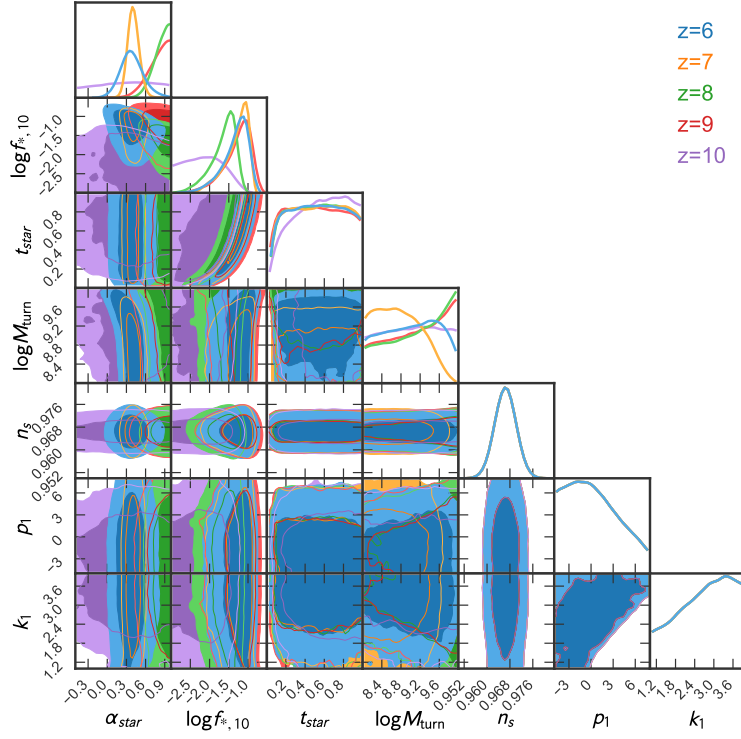 z=6
z=7
z=8
z=9
z=10
logf*, 10
−1.0
−1.5
−2.0
−2.5
t_star
0.8
0.6
0.4
0.2
logM_turn
9.6
9.2
8.8
8.4
n_s
0.976
0.968
0.960
0.952
p_1
6
3
0
−3
k_1
3.6
3.0
2.4
1.8
1.2
−0.3 0.0 0.3 0.6 0.9 −2.5 −2.0 −1.5 −1.0 0.2 0.4 0.6 0.8 8.4 8.8 9.2 9.6 0.952 0.960 0.968 0.976 −3 0 3 6 1.2 1.8 2.4 3.0 3.6
α_star logf*, 10 t_star logM_turn n_s p_1 k_1